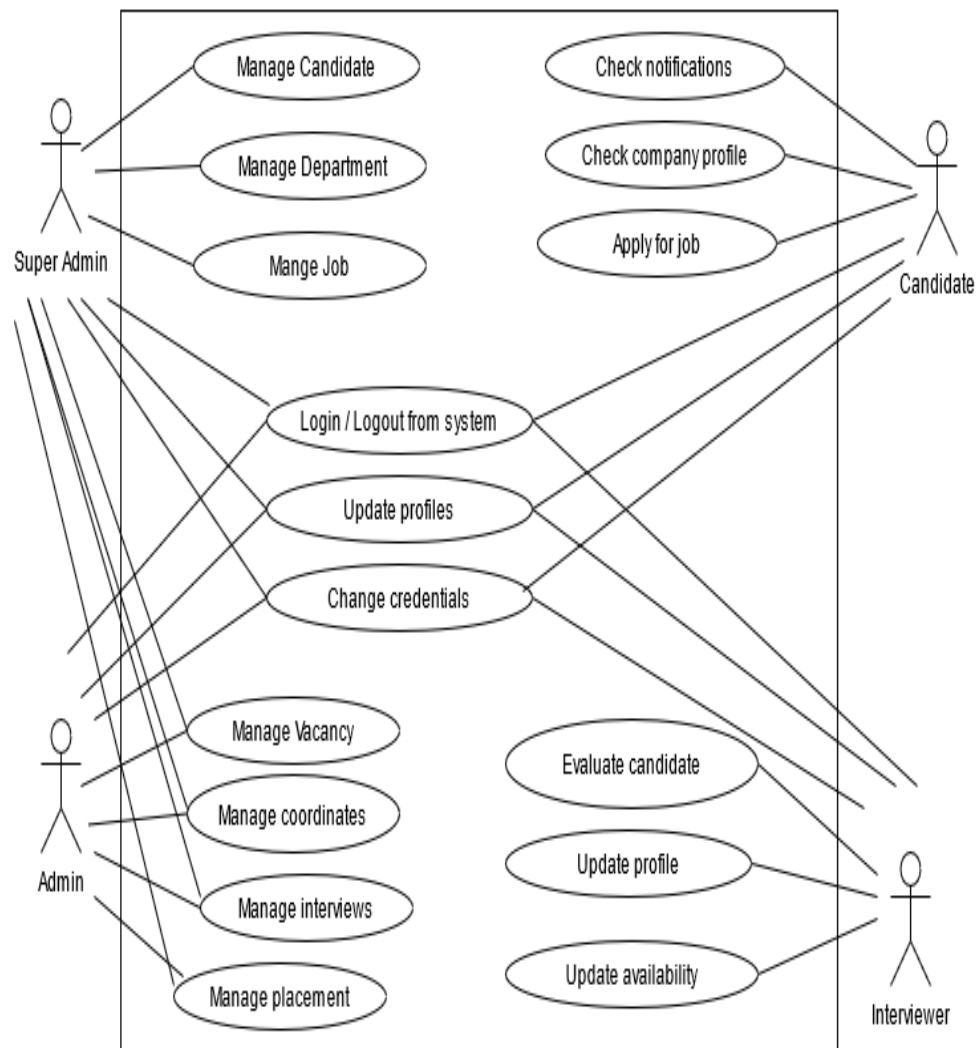 Manage Candidate
Check notifications
Manage Department
Check company profile
Super Admin
Mange Job
Apply for job
Candidate
Login / Logout from system
Update profiles
Change credentials
Manage Vacancy
Evaluate candidate
Manage coordinates
Update profile
Admin
Manage interviews
Update availability
Manage placement
Interviewer